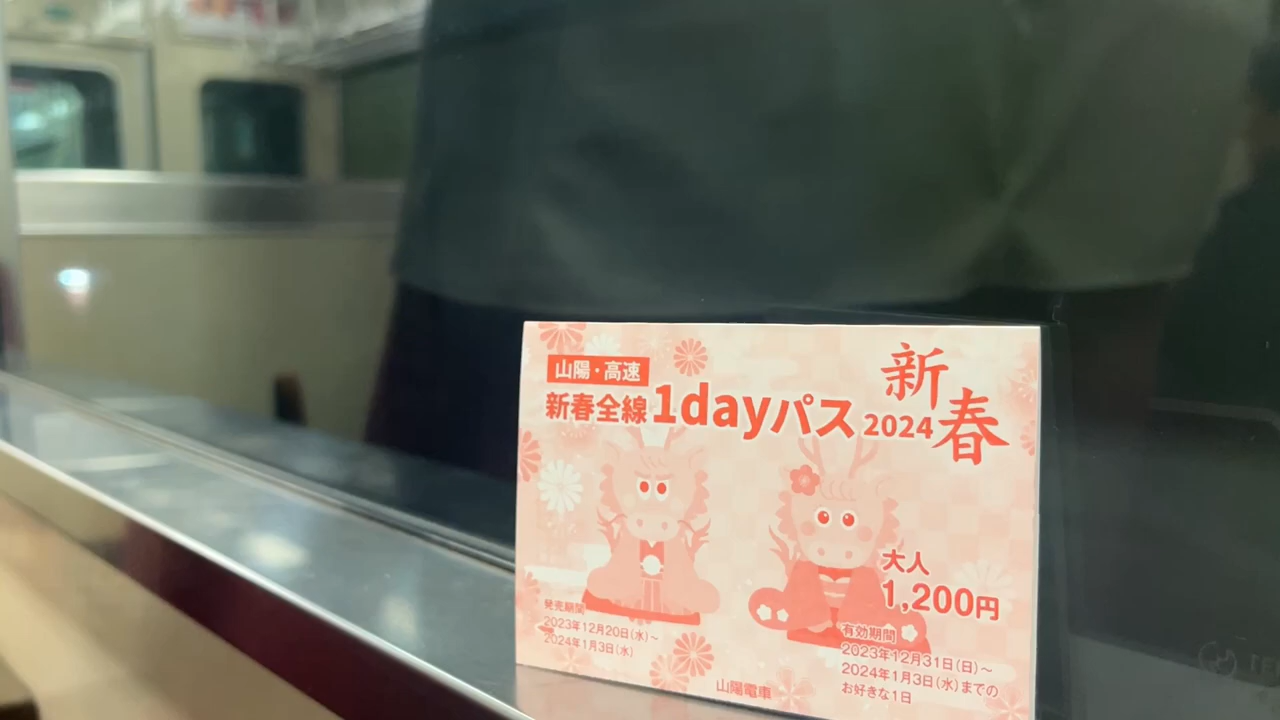 山陽・高速
新春全線1dayパス2024
新春
大人
1,200円
発売期間
2023年12月20日(水)~
2024年1月3日(水)
有効期間
2023年12月31日(日)~
2024年1月3日(水)までの
お好きな1日
山陽電車